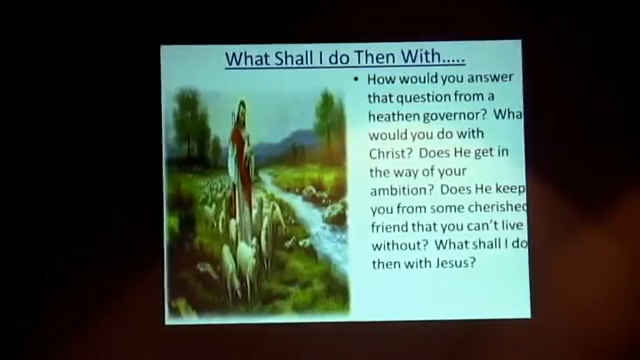 What Shall I do Then With.....
• How would you answer
that question from a
heathen governor? Wha
would you do with
Christ? Does He get in
the way of your
ambition? Does He keep
you from some cherished
friend that you can't live
without? What shall I do
then with Jesus?